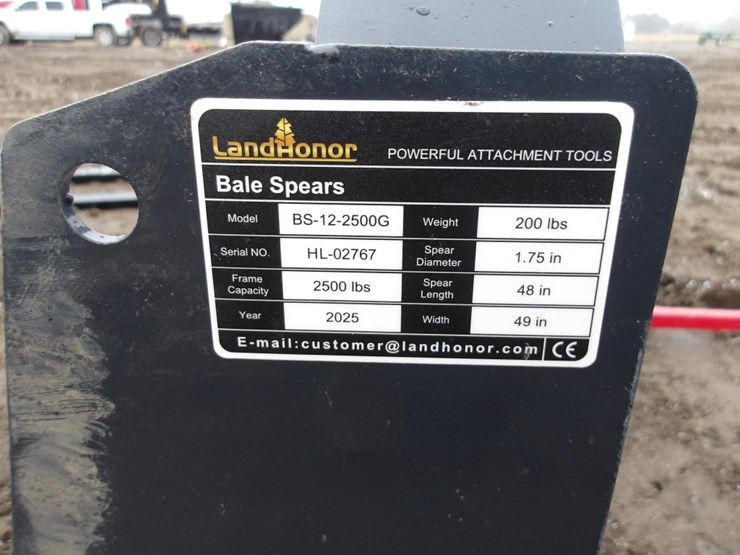 LandHonor POWERFUL ATTACHMENT TOOLS
Bale Spears
Model BS-12-2500G Weight 200 lbs
Serial NO. HL-02767 Spear Diameter 1.75 in
Frame Capacity 2500 lbs Spear Length 48 in
Year 2025 Width 49 in
E-mail:customer@landhonor.com CE